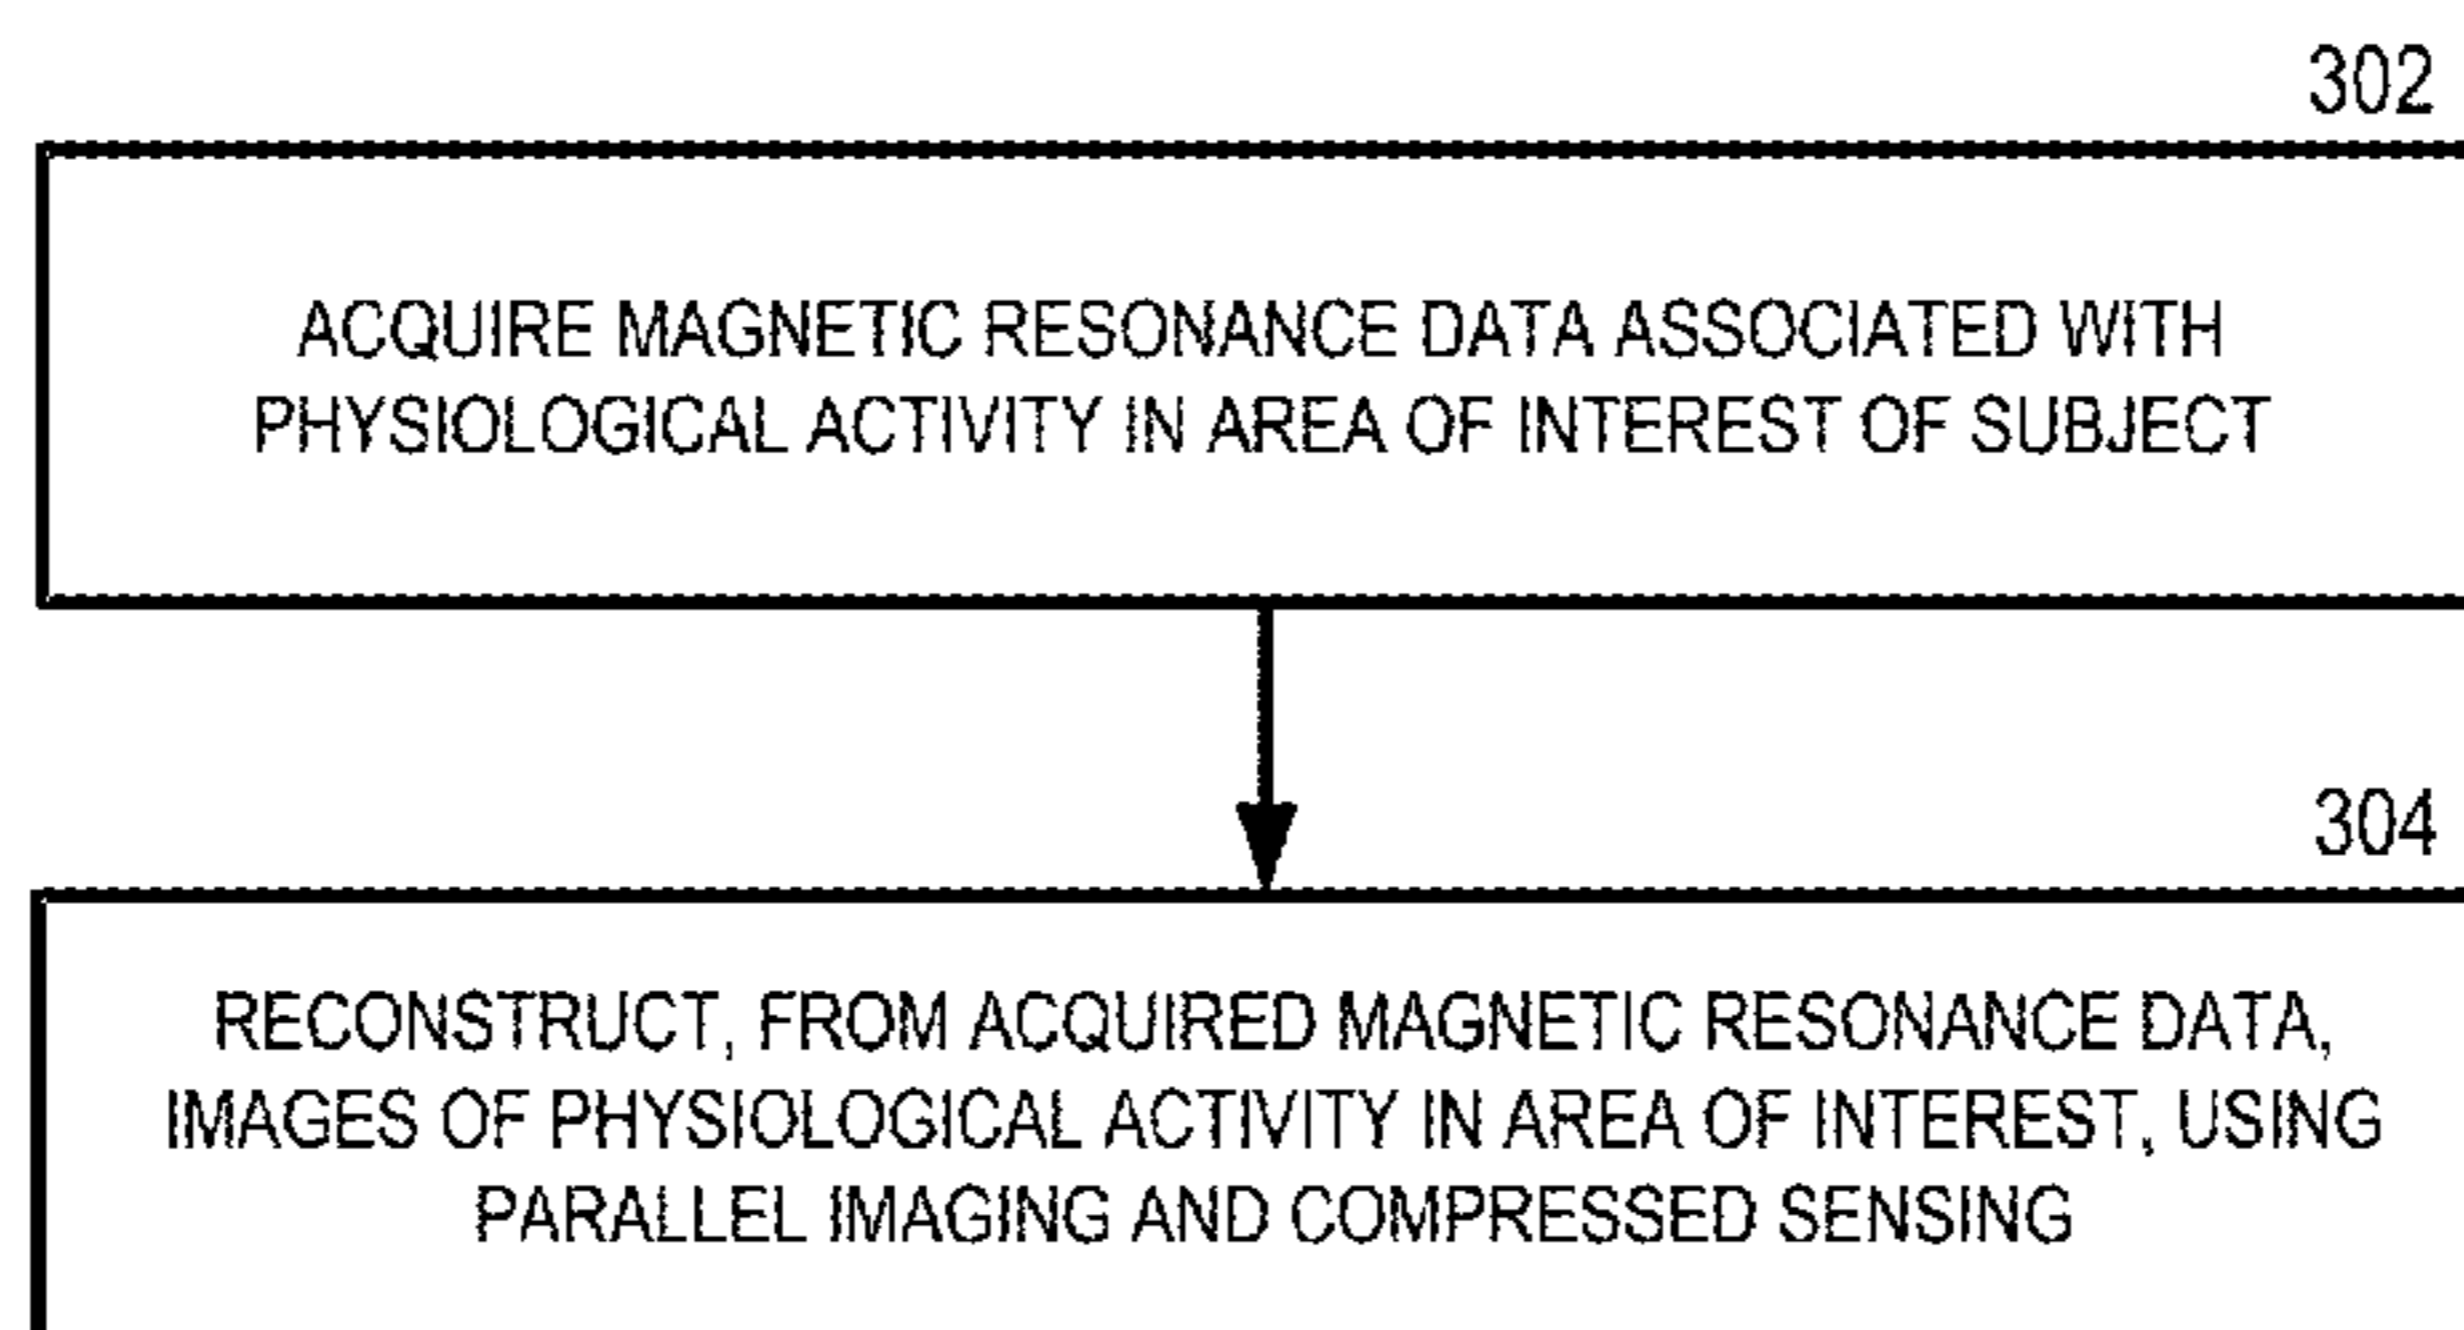 302
ACQUIRE MAGNETIC RESONANCE DATA ASSOCIATED WITH
PHYSIOLOGICAL ACTIVITY IN AREA OF INTEREST OF SUBJECT
304
RECONSTRUCT, FROM ACQUIRED MAGNETIC RESONANCE DATA,
IMAGES OF PHYSIOLOGICAL ACTIVITY IN AREA OF INTEREST, USING
PARALLEL IMAGING AND COMPRESSED SENSING